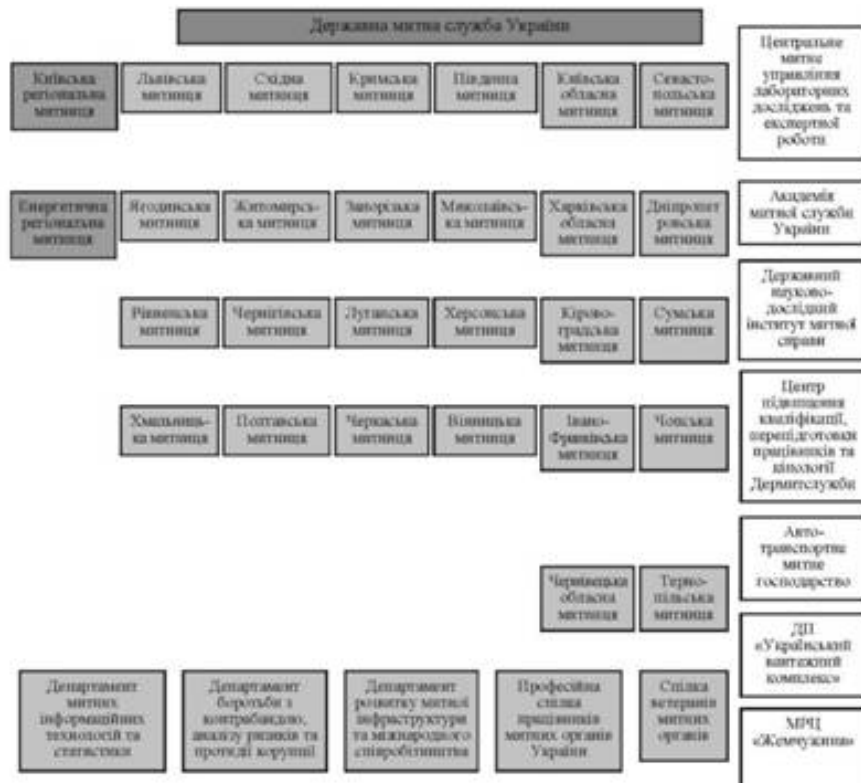 Державна митна служба України
Київська
регіональна
митниця
Львівська
митниця
Східна
митниця
Кримська
митниця
Південна
митниця
Київська
обласна
митниця
Севасто-
польська
митниця
Центральне
митне
управління
лабораторних
досліджень та
експертної
роботи
Енергетична
регіональна
митниця
Ягодинська
митниця
Житомирсь-
ка митниця
Запорізька
митниця
Миколаївсь-
ка митниця
Харківська
обласна
митниця
Дніпропет
ровська
митниця
Академія
митної служби
України
Рівненська
митниця
Чернігівська
митниця
Луганська
митниця
Херсонська
митниця
Кірово-
градська
митниця
Сумська
митниця
Державний
науково-
дослідний
інститут митної
справи
Хмельниць-
ка митниця
Полтавська
митниця
Черкаська
митниця
Вінницька
митниця
Івано-
Франківська
митниця
Чопська
митниця
Центр
підвищення
кваліфікації,
перепідготовки
працівників та
кінології
Держмитслужби
Чернівецька
обласна
митниця
Терно-
пільська
митниця
Авто-
транспортне
митне
господарство
ДП
«Український
вантажний
комплекс»
Департамент
митних
інформаційних
технологій та
статистики
Департамент
боротьби з
контрабандою,
аналізу ризиків та
протидії корупції
Департамент
розвитку митної
інфраструктури
та міжнародного
співробітництва
Професійна
спілка
працівників
митних органів
України
Спілка
ветеранів
митних
органів
МРЦ
«Жемчужина»